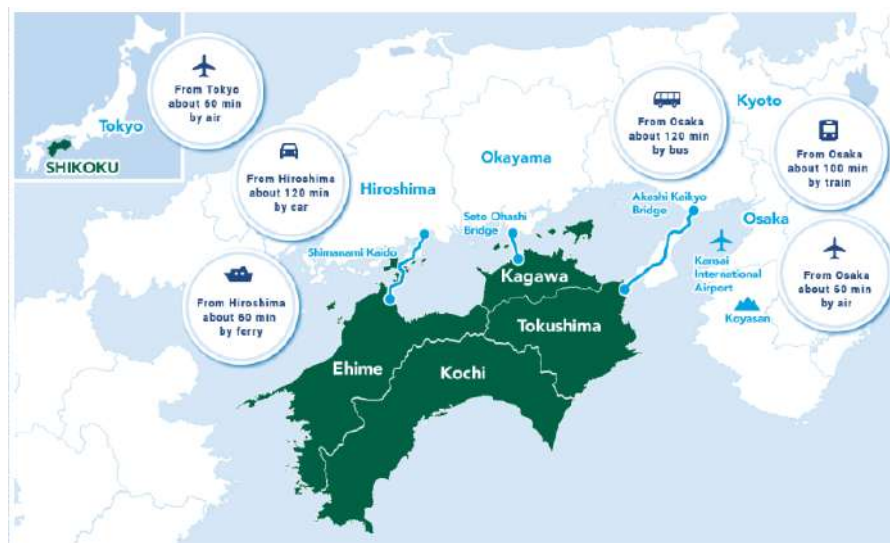 Tokyo
SHIKOKU
From Tokyo
about 60 min
by air
From Hiroshima
about 120 min
by car
From Hiroshima
about 60 min
by ferry
Hiroshima
Okayama
Shimanami Kaido
Seto Ohashi
Bridge
From Osaka
about 120 min
by bus
Kyoto
From Osaka
about 100 min
by train
Akashi Kaikyo
Bridge
Osaka
Kansai
International
Airport
From Osaka
about 60 min
by air
Koyasan
Kagawa
Tokushima
Ehime
Kochi